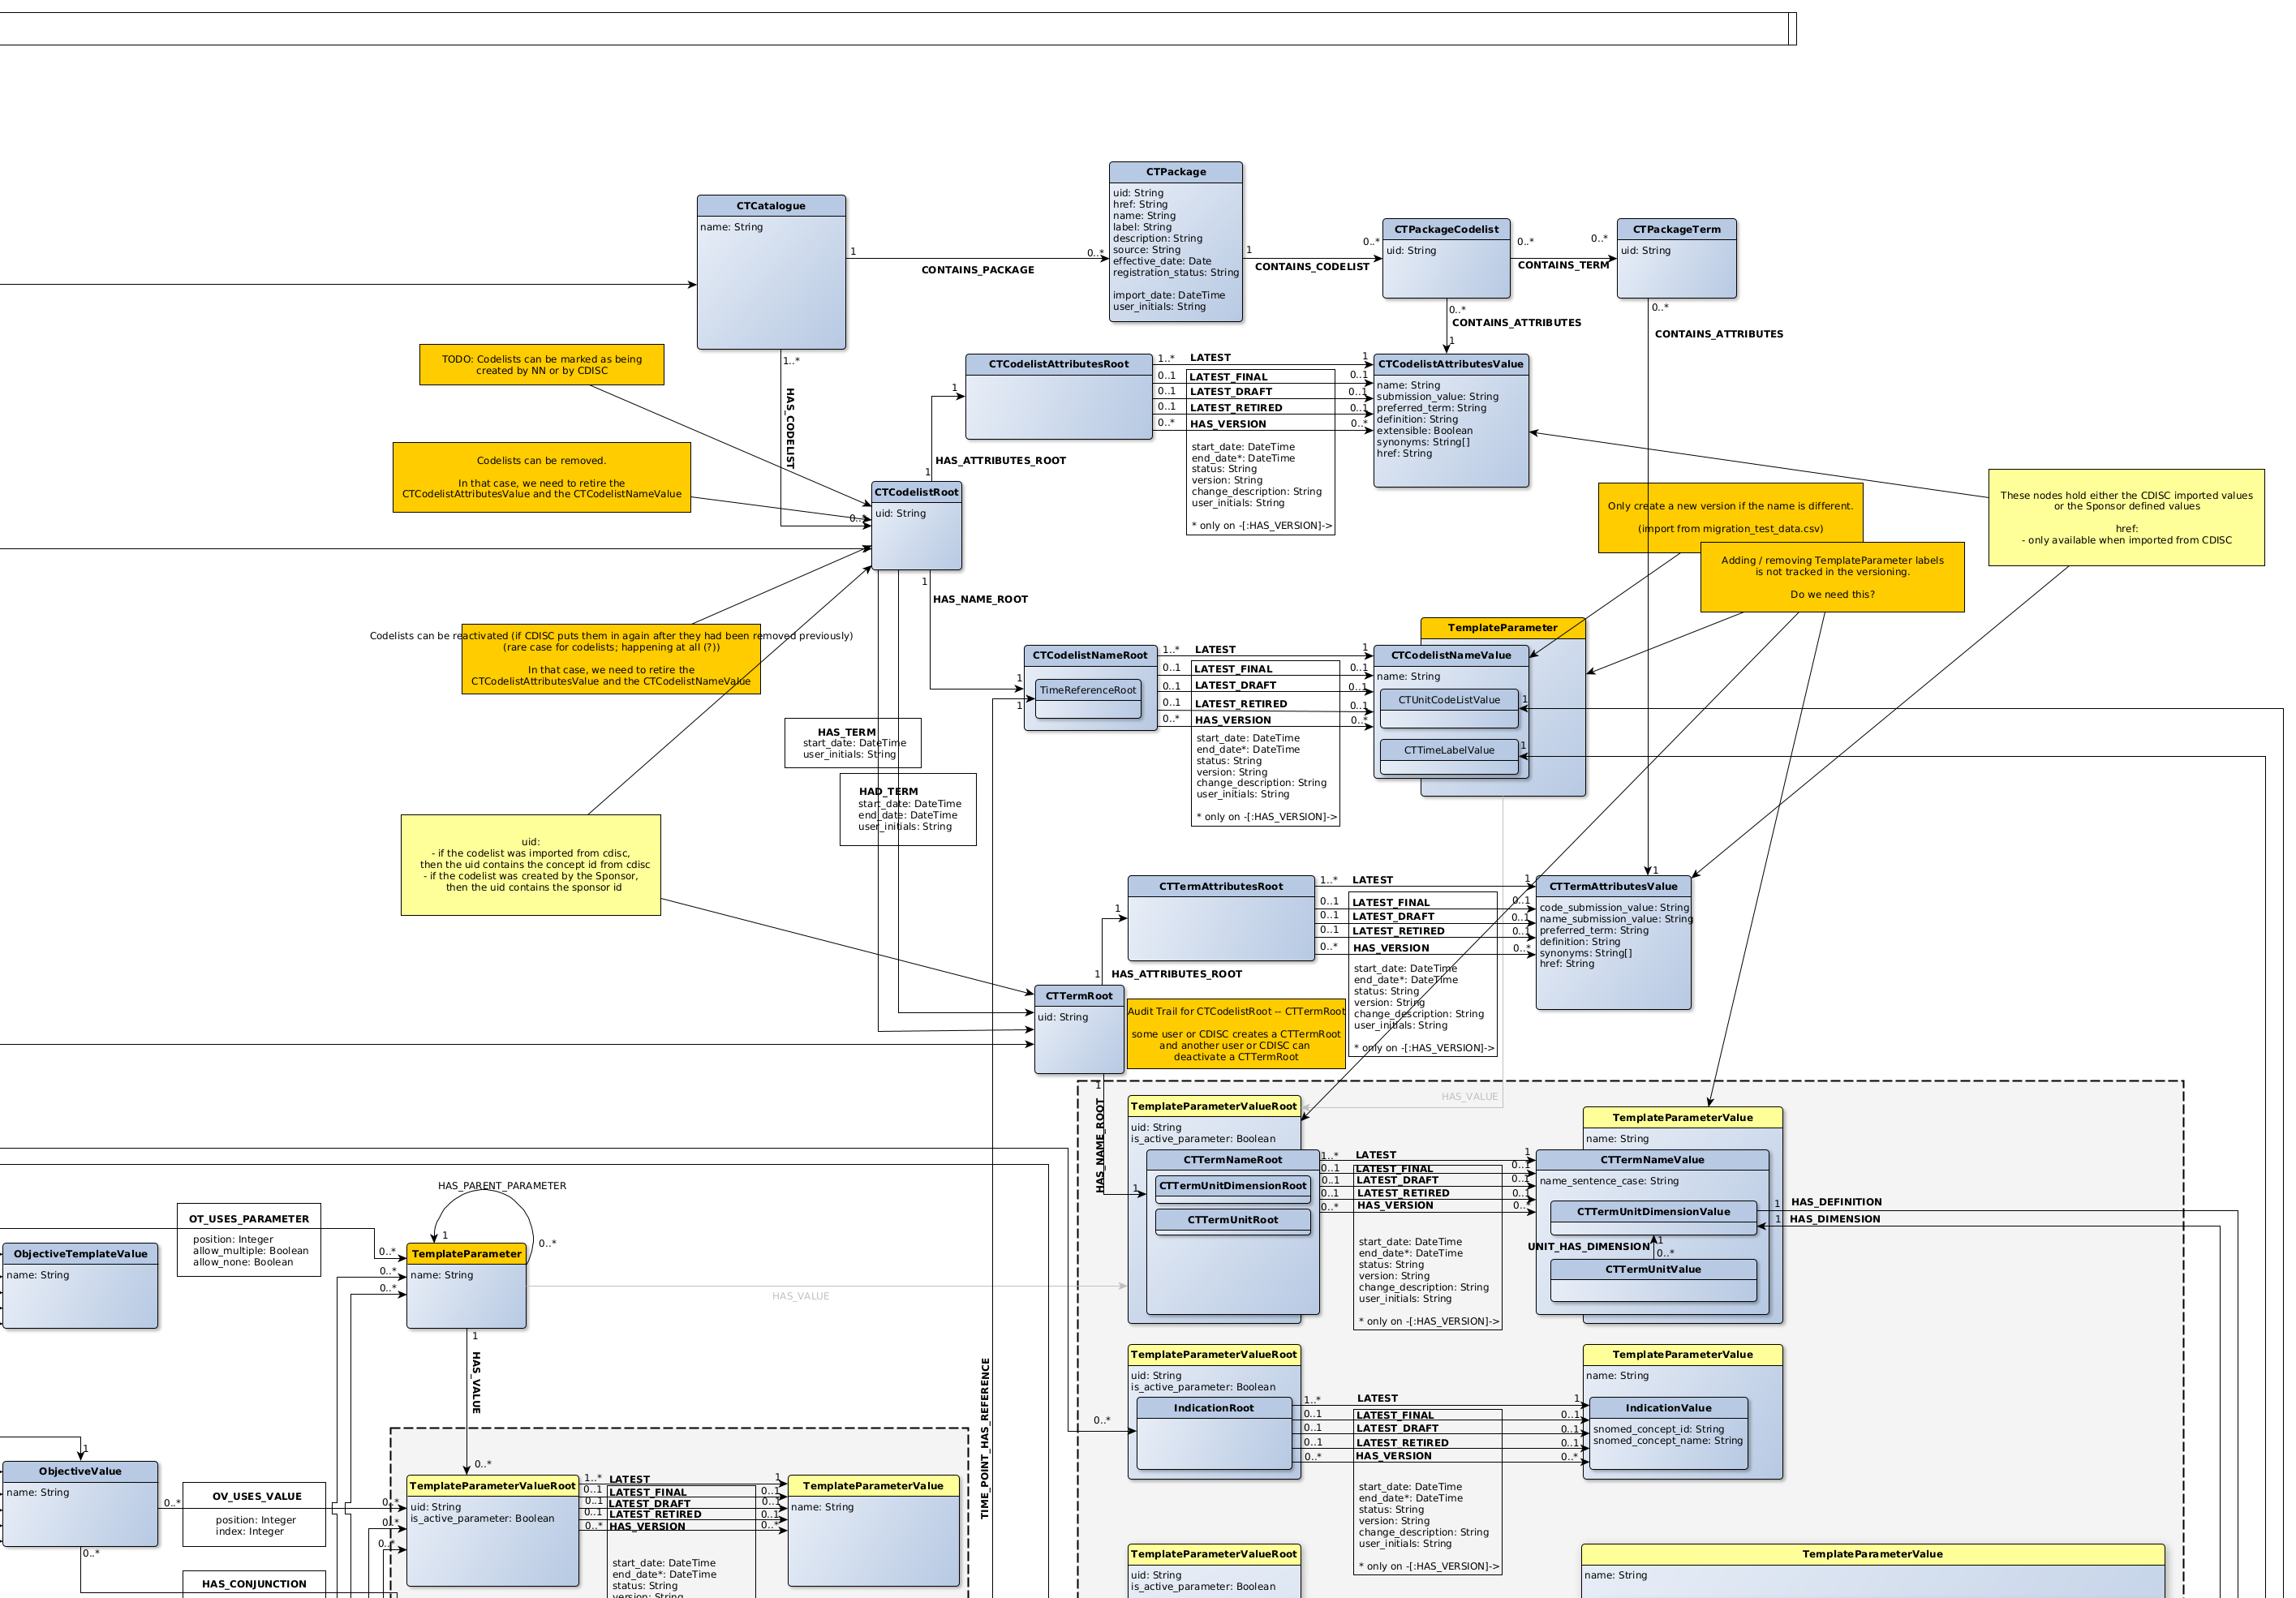 CTPackage
uid: String
href: String
name: String
label: String
description: String
source: String
effective_date: Date
registration_status: String
import_date: DateTime
user_initials: String
CTCatalogue
name: String
1
0..*
CONTAINS_PACKAGE
1
0..*
CONTAINS_CODELIST
CTPackageCodelist
uid: String
0..*
0..*
CONTAINS_TERM
CTPackageTerm
uid: String
0..*
CONTAINS_ATTRIBUTES
1
0..*
CONTAINS_ATTRIBUTES
TODO: Codelists can be marked as being
created by NN or by CDISC
1..*
HAS_CODELIST
Codelists can be removed.
In that case, we need to retire the
CTCodelistAttributesValue and the CTCodelistNameValue
CTCodelistAttributesRoot
1
1..*
LATEST
1
0..1
LATEST_FINAL
0..1
0..1
LATEST_DRAFT
0..1
0..1
LATEST_RETIRED
0..1
0..*
HAS_VERSION
0..*
start_date: DateTime
end_date*: DateTime
status: String
version: String
change_description: String
user_initials: String
* only on -[:HAS_VERSION]->
CTCodelistAttributesValue
name: String
submission_value: String
preferred_term: String
definition: String
extensible: Boolean
synonyms: String[]
href: String
HAS_ATTRIBUTES_ROOT
1
CTCodelistRoot
uid: String
0..*
These nodes hold either the CDISC imported values
or the Sponsor defined values
href:
- only available when imported from CDISC
Only create a new version if the name is different.
(import from migration_test_data.csv)
Adding / removing TemplateParameter labels
is not tracked in the versioning.
Do we need this?
1
HAS_NAME_ROOT
Codelists can be reactivated (if CDISC puts them in again after they had been removed previously)
(rare case for codelists; happening at all (?))
In that case, we need to retire the
CTCodelistAttributesValue and the CTCodelistNameValue
CTCodelistNameRoot
TimeReferenceRoot
1
1
1..*
LATEST
1
0..1
LATEST_FINAL
0..1
0..1
LATEST_DRAFT
0..1
0..1
LATEST_RETIRED
0..1
0..*
HAS_VERSION
0..*
start_date: DateTime
end_date*: DateTime
status: String
version: String
change_description: String
user_initials: String
* only on -[:HAS_VERSION]->
TemplateParameter
CTCodelistNameValue
name: String
CTUnitCodeListValue
1
CTTimeLabelValue
1
HAS_TERM
start_date: DateTime
user_initials: String
HAD_TERM
start_date: DateTime
end_date: DateTime
user_initials: String
uid:
- if the codelist was imported from cdisc,
then the uid contains the concept id from cdisc
- if the codelist was created by the Sponsor,
then the uid contains the sponsor id
CTTermAttributesRoot
1
1..*
LATEST
1
0..1
LATEST_FINAL
0..1
0..1
LATEST_DRAFT
0..1
0..1
LATEST_RETIRED
0..1
0..*
HAS_VERSION
0..*
start_date: DateTime
end_date*: DateTime
status: String
version: String
change_description: String
user_initials: String
* only on -[:HAS_VERSION]->
1
CTTermAttributesValue
code_submission_value: String
name_submission_value: String
preferred_term: String
definition: String
synonyms: String[]
href: String
1
HAS_ATTRIBUTES_ROOT
CTTermRoot
uid: String
Audit Trail for CTCodelistRoot -- CTTermRoot
some user or CDISC creates a CTTermRoot
and another user or CDISC can
deactivate a CTTermRoot
1
HAS_NAME_ROOT
1
HAS_VALUE
TemplateParameterValueRoot
uid: String
is_active_parameter: Boolean
CTTermNameRoot
CTTermUnitDimensionRoot
CTTermUnitRoot
1..*
LATEST
1
0..1
LATEST_FINAL
0..1
0..1
LATEST_DRAFT
0..1
0..1
LATEST_RETIRED
0..1
0..*
HAS_VERSION
0..*
start_date: DateTime
end_date*: DateTime
status: String
version: String
change_description: String
user_initials: String
* only on -[:HAS_VERSION]->
TemplateParameterValue
name: String
CTTermNameValue
name_sentence_case: String
CTTermUnitDimensionValue
1
HAS_DEFINITION
1
HAS_DIMENSION
UNIT_HAS_DIMENSION
1
0..*
CTTermUnitValue
HAS_PARENT_PARAMETER
1
0..*
OT_USES_PARAMETER
position: Integer
allow_multiple: Boolean
allow_none: Boolean
0..*
0..*
0..*
ObjectiveTemplateValue
name: String
TemplateParameter
name: String
HAS_VALUE
1
HAS_VALUE
0..*
TIME_POINT_HAS_REFERENCE
TemplateParameterValueRoot
uid: String
is_active_parameter: Boolean
IndicationRoot
0..*
1..*
LATEST
1
0..1
LATEST_FINAL
0..1
0..1
LATEST_DRAFT
0..1
0..1
LATEST_RETIRED
0..1
0..*
HAS_VERSION
0..*
start_date: DateTime
end_date*: DateTime
status: String
version: String
change_description: String
user_initials: String
* only on -[:HAS_VERSION]->
TemplateParameterValue
name: String
IndicationValue
snomed_concept_id: String
snomed_concept_name: String
1
ObjectiveValue
name: String
0..*
0..*
OV_USES_VALUE
position: Integer
index: Integer
0..*
0..*
0..*
HAS_CONJUNCTION
TemplateParameterValueRoot
uid: String
is_active_parameter: Boolean
1..*
LATEST
1
0..1
LATEST_FINAL
0..1
0..1
LATEST_DRAFT
0..1
0..1
LATEST_RETIRED
0..1
0..*
HAS_VERSION
0..*
start_date: DateTime
end_date*: DateTime
status: String
version: String
TemplateParameterValue
name: String
TemplateParameterValueRoot
uid: String
is_active_parameter: Boolean
TemplateParameterValue
name: String